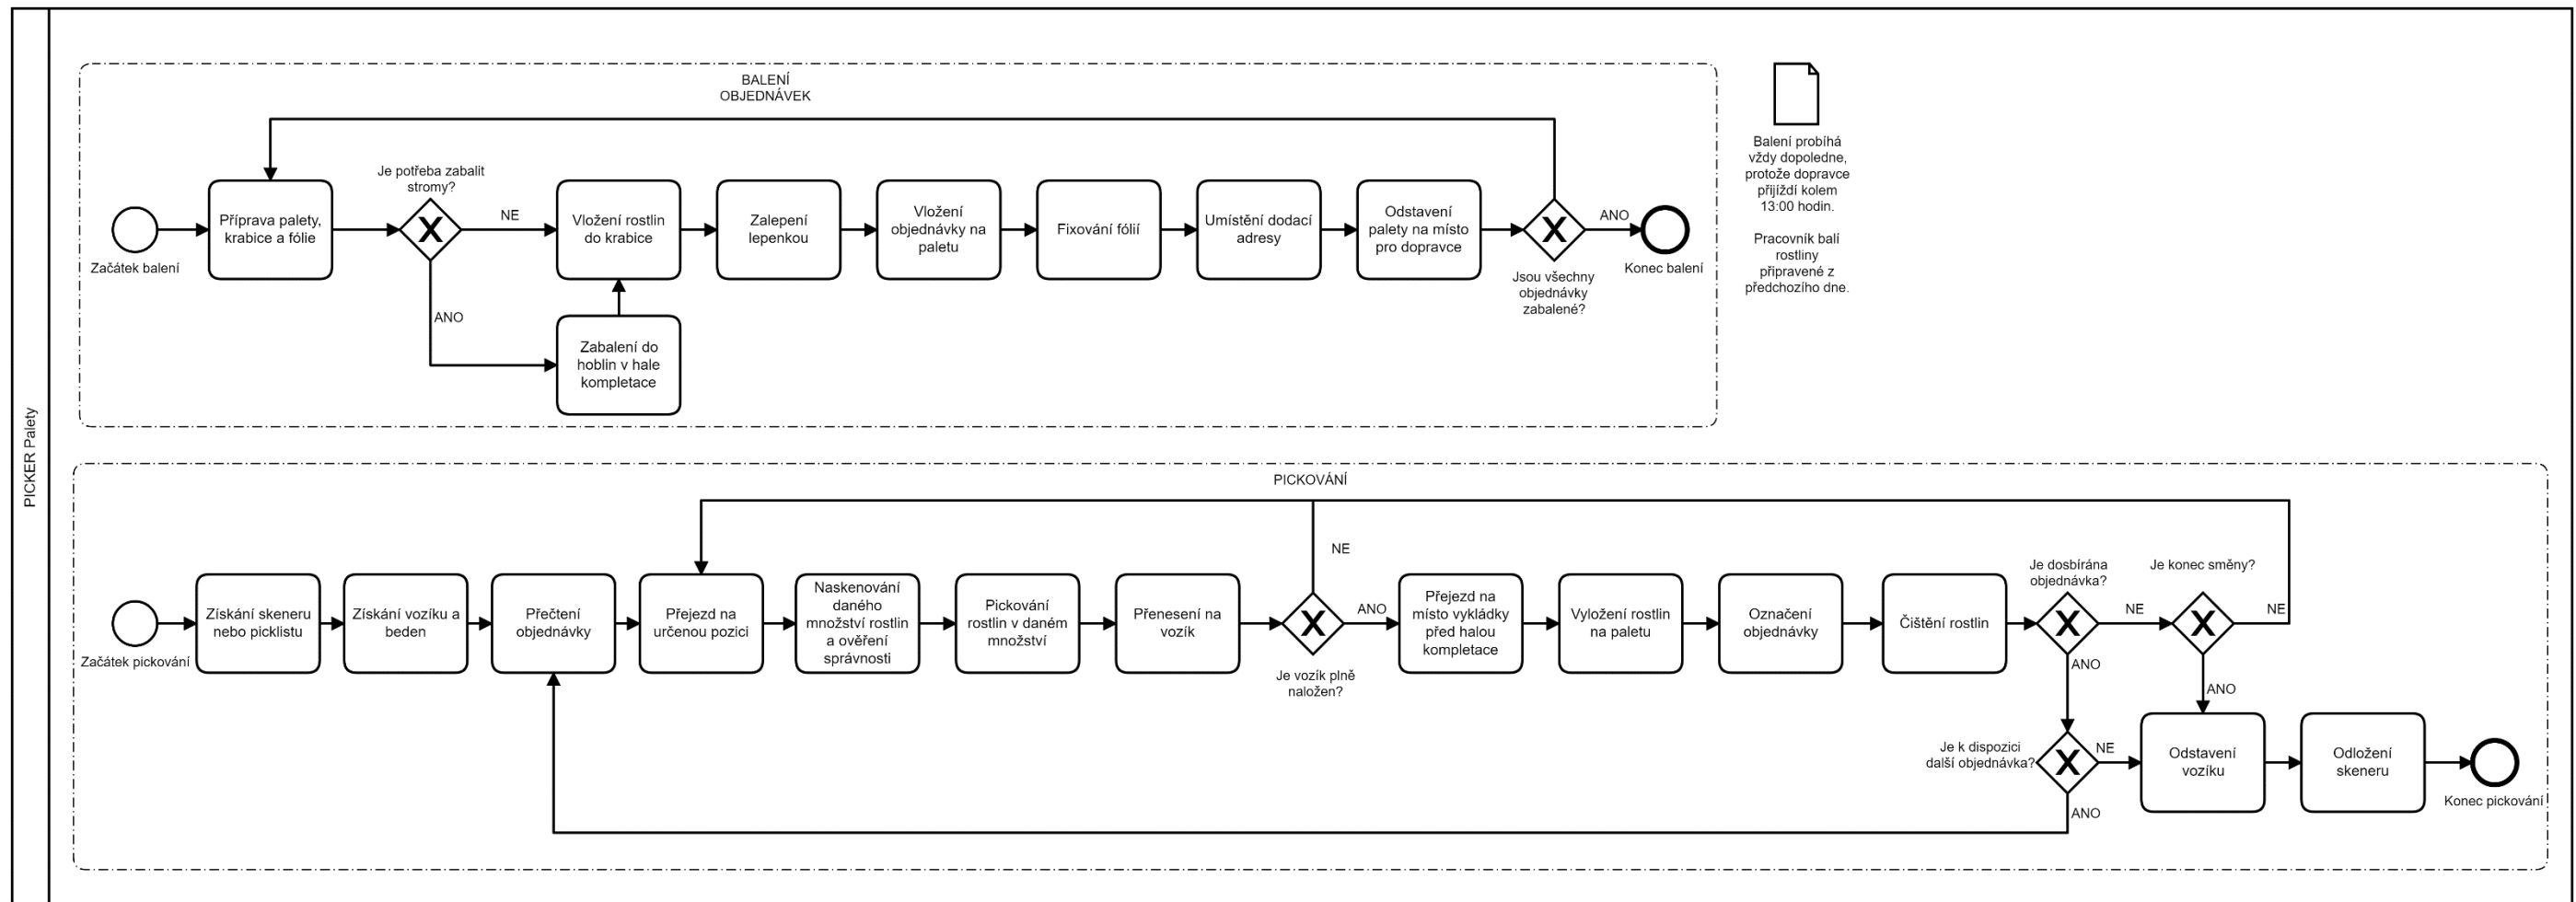 PICKER Palety
BALENÍ
OBJEDNÁVEK
Začátek balení
Příprava palety,
krabice a fólie
Je potřeba zabalit
stromy?
NE
ANO
Zabalení do
hoblin v hale
kompletace
Vložení rostlin
do krabice
Zalepení
lepenkou
Vložení
objednávky na
paletu
Fixování fólií
Umístění dodací
adresy
Odstavení
palety na místo
pro dopravce
Jsou všechny
objednávky
zabalené?
ANO
Konec balení
Balení probíhá
vždy dopoledne,
protože dopravce
přijíždí kolem
13:00 hodin.
Pracovník balí
rostliny
připravené z
předchozího dne.
PICKOVÁNÍ
Začátek pickování
Získání skeneru
nebo picklistu
Získání vozíku a
beden
Přečtení
objednávky
Přejezd na
určenou pozici
Naskenování
daného
množství rostlin
a ověření
správnosti
Pickování
rostlin v daném
množství
Přenesení na
vozík
Je vozík plně
naložen?
NE
ANO
Přejezd na
místo vykládky
před halou
kompletace
Vyložení rostlin
na paletu
Označení
objednávky
Čištění rostlin
Je dosbírána
objednávka?
NE
ANO
Je konec směny?
NE
ANO
Je k dispozici
další objednávka?
NE
ANO
Odstavení
vozíku
Odložení
skeneru
Konec pickování